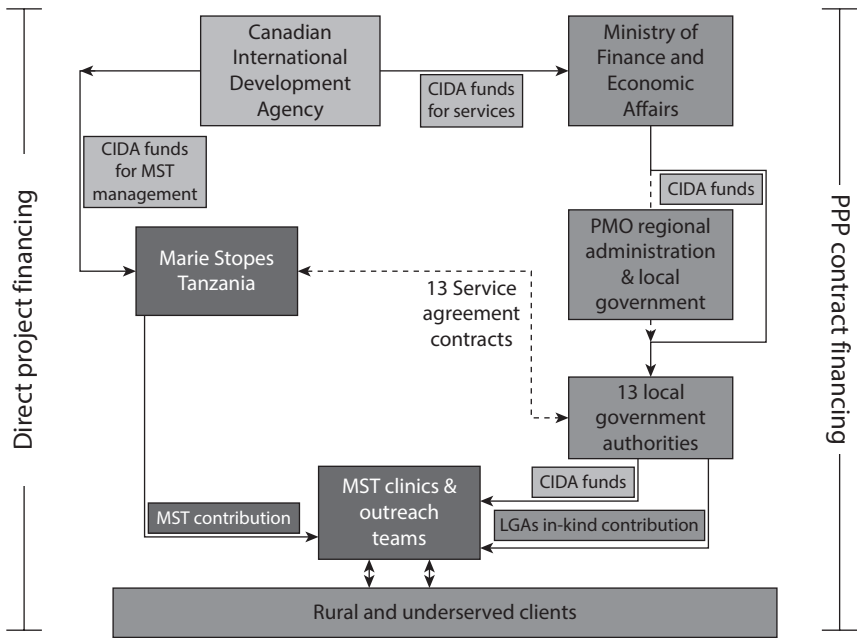 Canadian
International
Development
Agency
Ministry of
Finance and
Economic
Affairs
CIDA funds
for services
CIDA funds
for MST
management
CIDA funds
Direct project financing
PPP contract financing
Marie Stopes
Tanzania
PMO regional
administration
& local
government
13 Service
agreement
contracts
13 local
government
authorities
CIDA funds
MST clinics &
outreach
teams
MST contribution
LGAs in-kind contribution
Rural and underserved clients